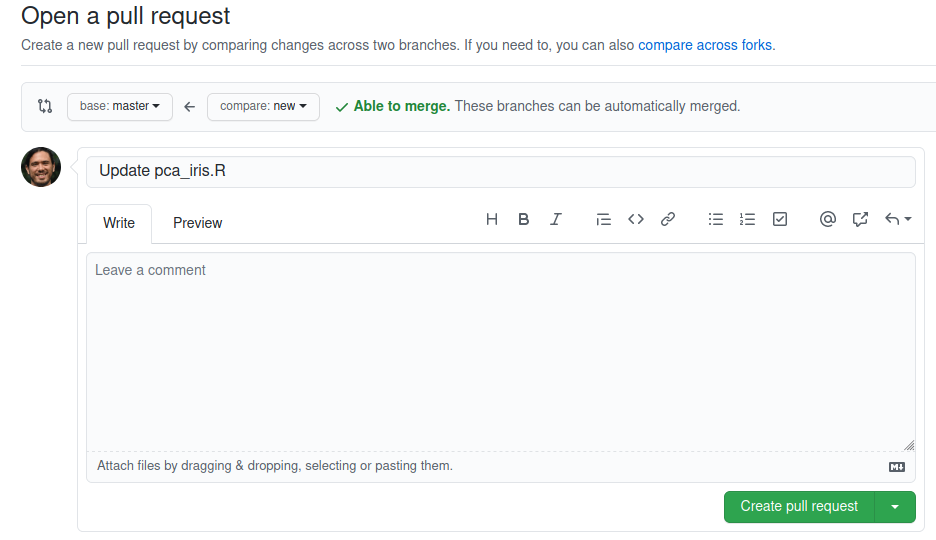 Open a pull request
Create a new pull request by comparing changes across two branches. If you need to, you can also compare across forks.
base: master compare: new Able to merge. These branches can be automatically merged.
Update pca_iris.R
Write Preview H B I @
Leave a comment
Attach files by dragging & dropping, selecting or pasting them. M
Create pull request